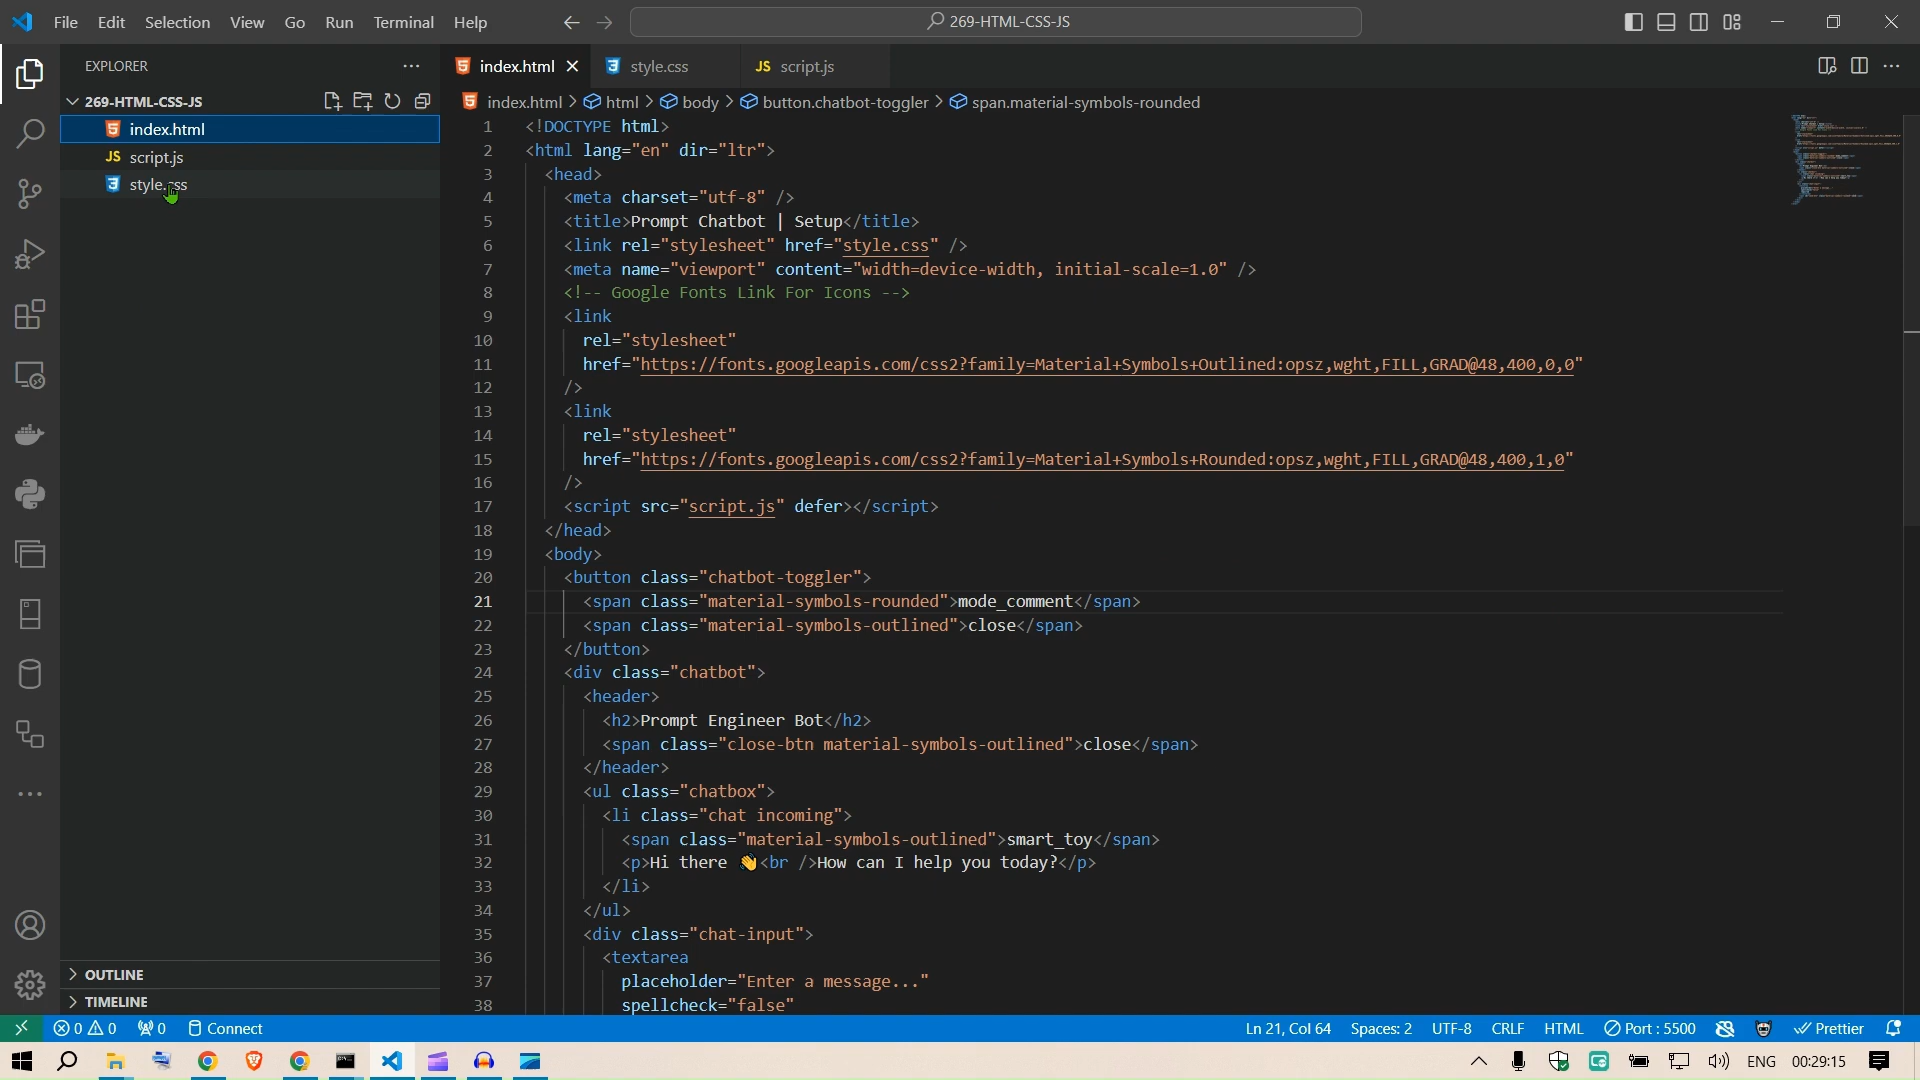 File Edit Selection View Go Run Terminal Help
269-HTML-CSS-JS
EXPLORER
269-HTML-CSS-JS
index.html
JS script.js
style.css
index.html
style.css
JS script.js
index.html > html > body > button.chatbot-toggler > span.material-symbols-rounded
1 <!DOCTYPE html>
2 <html lang="en" dir="ltr">
3 <head>
4 <meta charset="utf-8" />
5 <title>Prompt Chatbot | Setup</title>
6 <link rel="stylesheet" href="style.css" />
7 <meta name="viewport" content="width=device-width, initial-scale=1.0" />
8 <!-- Google Fonts Link For Icons -->
9 <link
10 rel="stylesheet"
11 href="https://fonts.googleapis.com/css2?family=Material+Symbols+Outlined:opsz,wght,FILL,GRAD@48,400,0,0"
12 />
13 <link
14 rel="stylesheet"
15 href="https://fonts.googleapis.com/css2?family=Material+Symbols+Rounded:opsz,wght,FILL,GRAD@48,400,1,0"
16 />
17 <script src="script.js" defer></script>
18 </head>
19 <body>
20 <button class="chatbot-toggler">
21 <span class="material-symbols-rounded">mode_comment</span>
22 <span class="material-symbols-outlined">close</span>
23 </button>
24 <div class="chatbot">
25 <header>
26 <h2>Prompt Engineer Bot</h2>
27 <span class="close-btn material-symbols-outlined">close</span>
28 </header>
29 <ul class="chatbox">
30 <li class="chat incoming">
31 <span class="material-symbols-outlined">smart_toy</span>
32 <p>Hi there 👋<br />How can I help you today?</p>
33 </li>
34 </ul>
35 <div class="chat-input">
36 <textarea
37 placeholder="Enter a message..."
38 spellcheck="false"
OUTLINE
TIMELINE
0 0 0 Connect
Ln 21, Col 64 Spaces: 2 UTF-8 CRLF HTML Port : 5500 Prettier
ENG 00:29:15